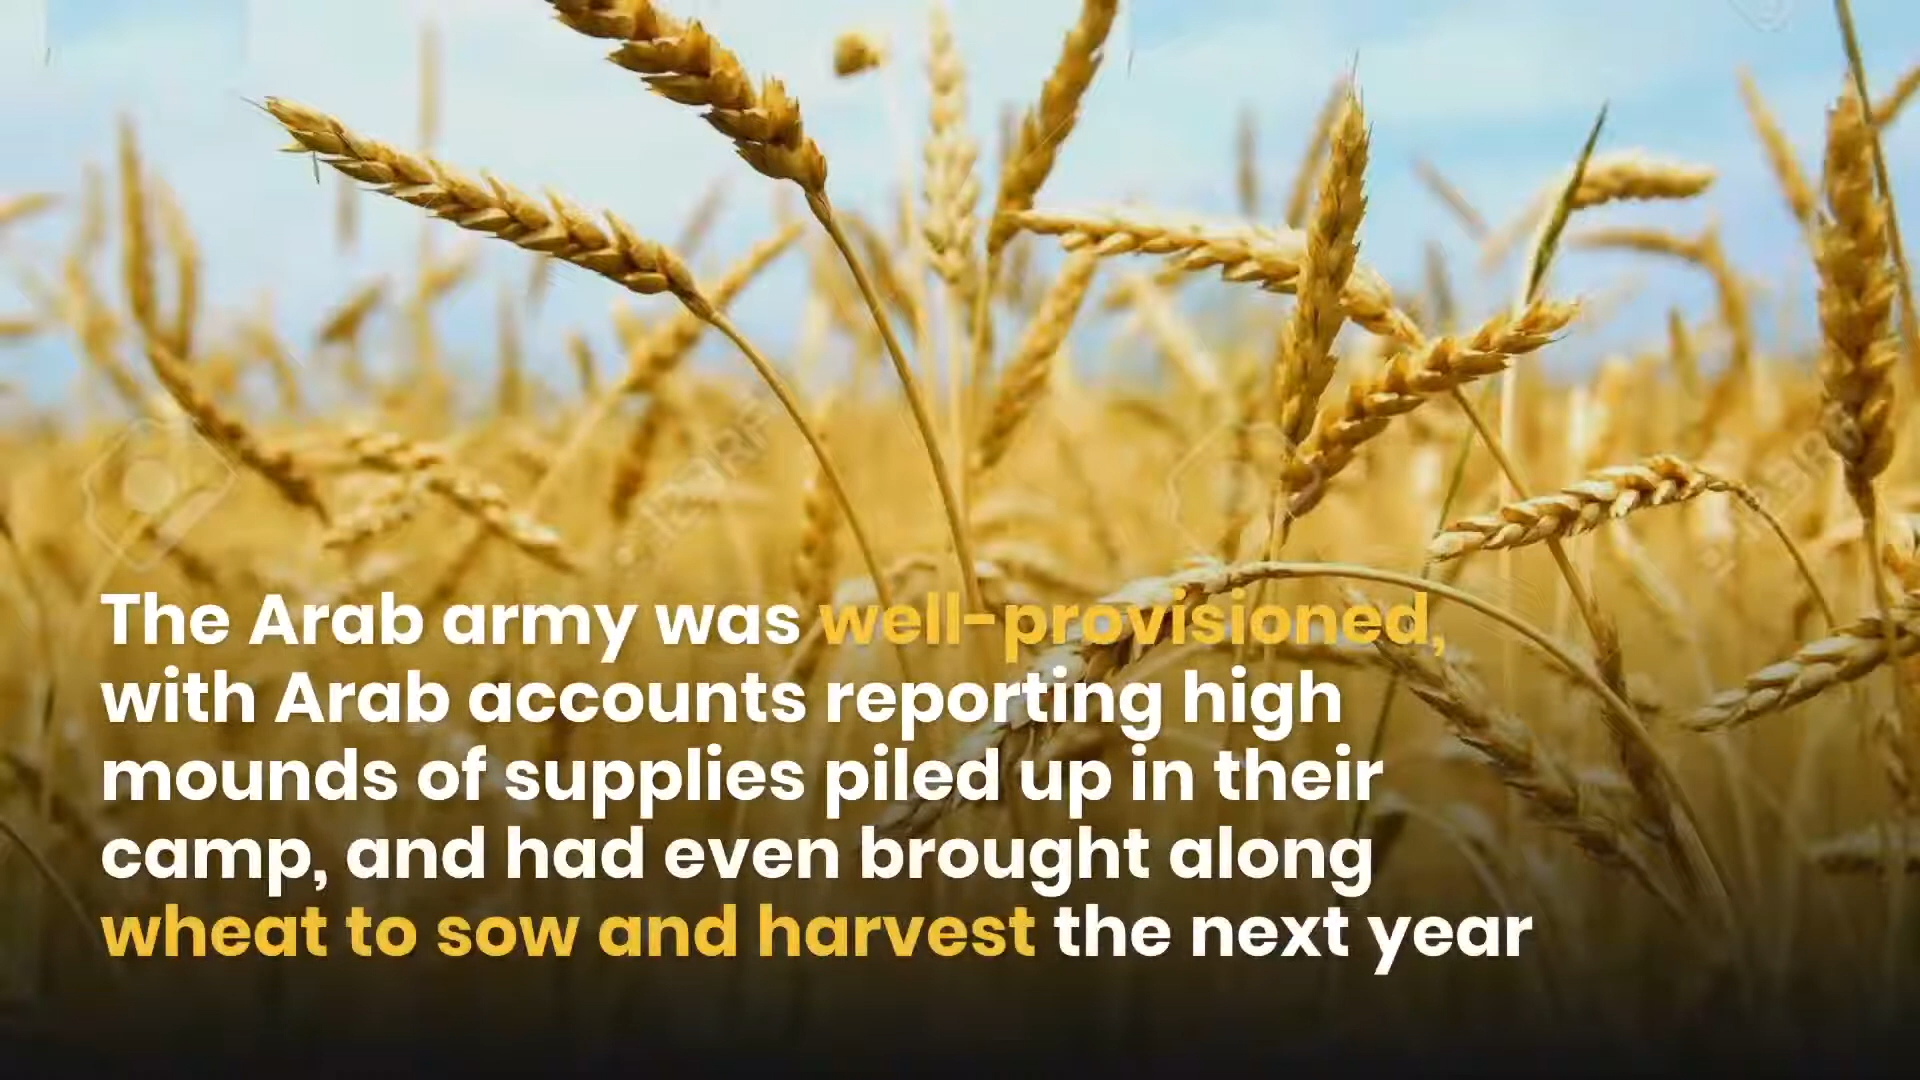 The Arab army was well-provisioned,
with Arab accounts reporting high
mounds of supplies piled up in their
camp, and had even brought along
wheat to sow and harvest the next year